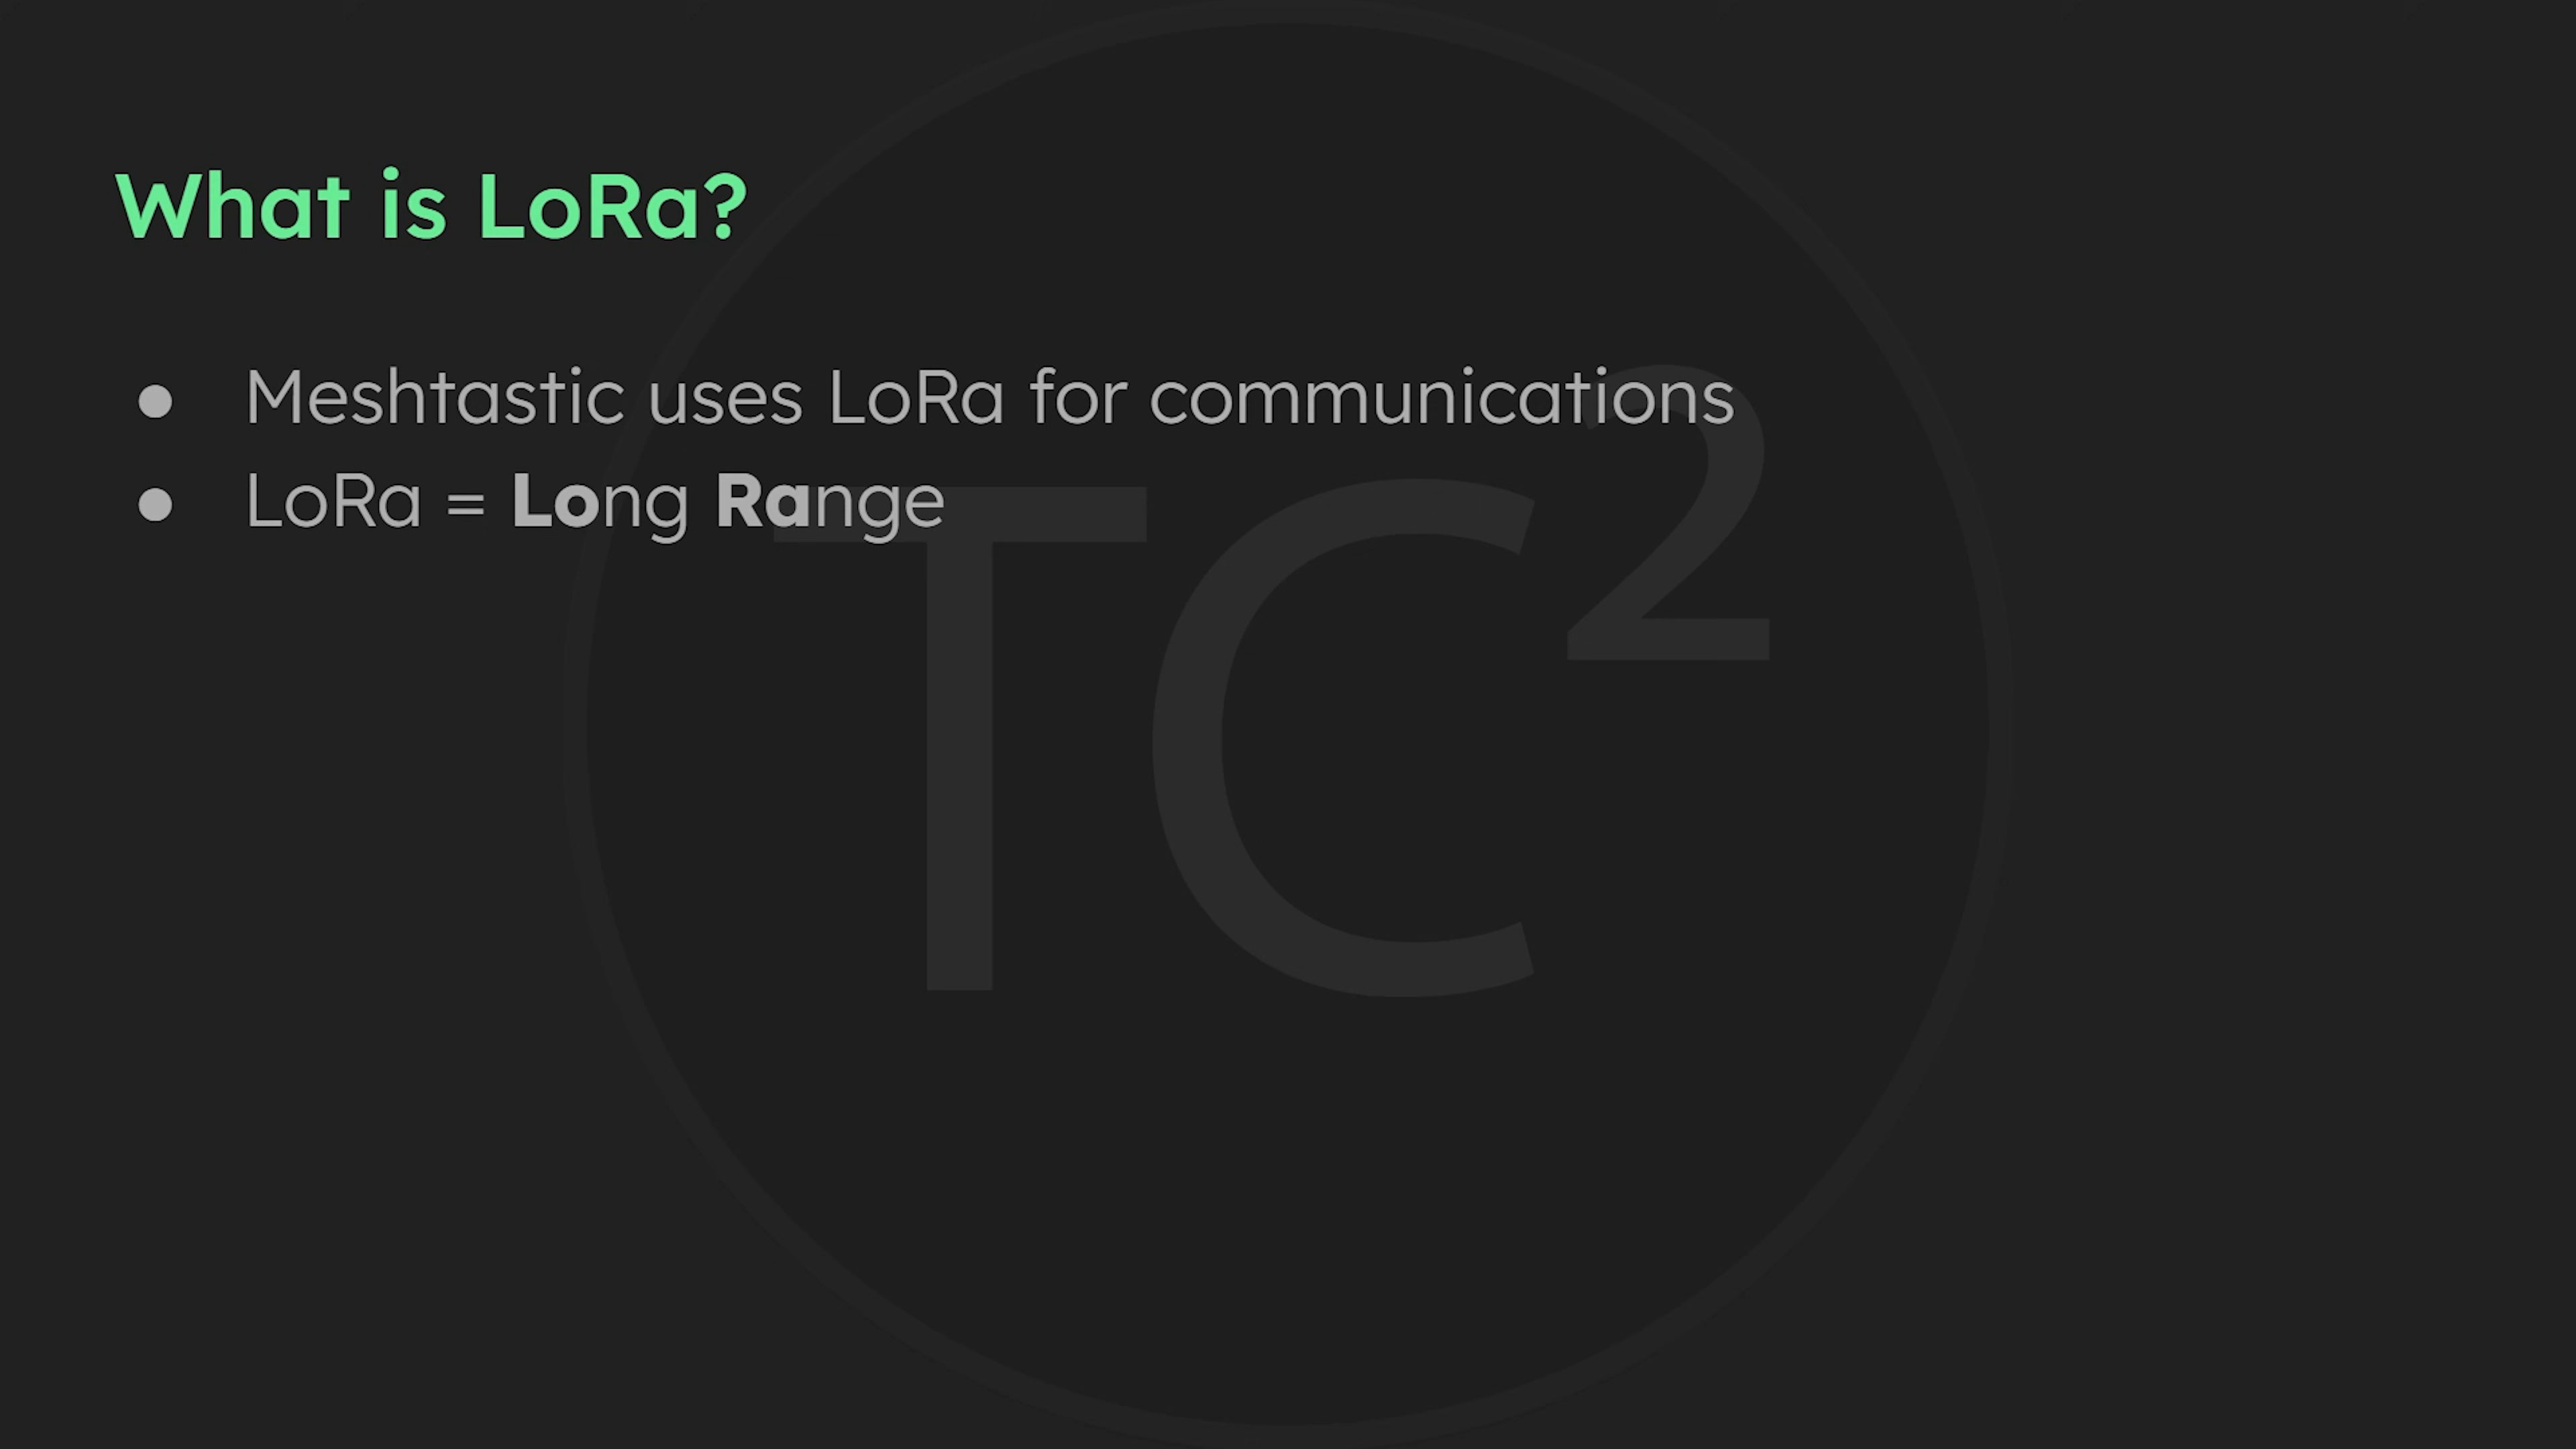 What is LoRa?
● Meshtastic uses LoRa for communications
● LoRa = Long Range
TC²